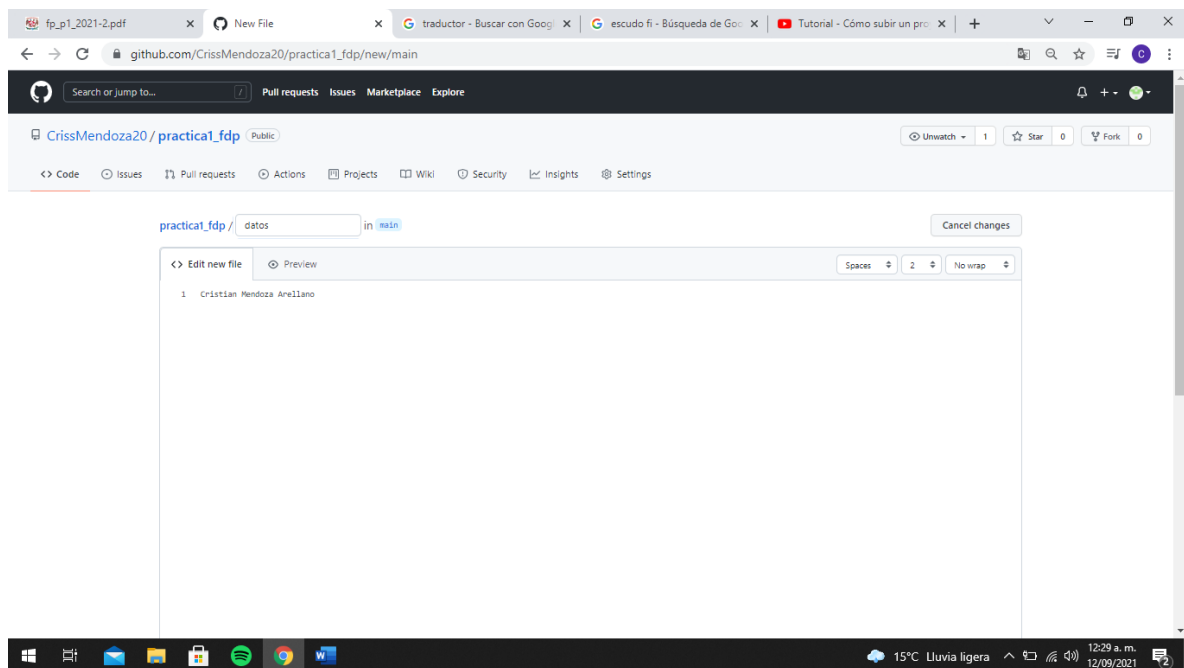 fp_p1_2021-2.pdf
New File
traductor - Buscar con Googl
escudo fi - Búsqueda de Goo
Tutorial - Cómo subir un pro
github.com/CrissMendoza20/practica1_fdp/new/main
C
Search or jump to... /
Pull requests Issues Marketplace Explore
CrissMendoza20 / practica1_fdp Public
Unwatch 1 Star 0 Fork 0
<> Code Issues Pull requests Actions Projects Wiki Security Insights Settings
practica1_fdp / datos in main Cancel changes
<> Edit new file Preview Spaces 2 No wrap
1 Cristian Mendoza Arellano
15°C Lluvia ligera 12:29 a. m.
12/09/2021 2